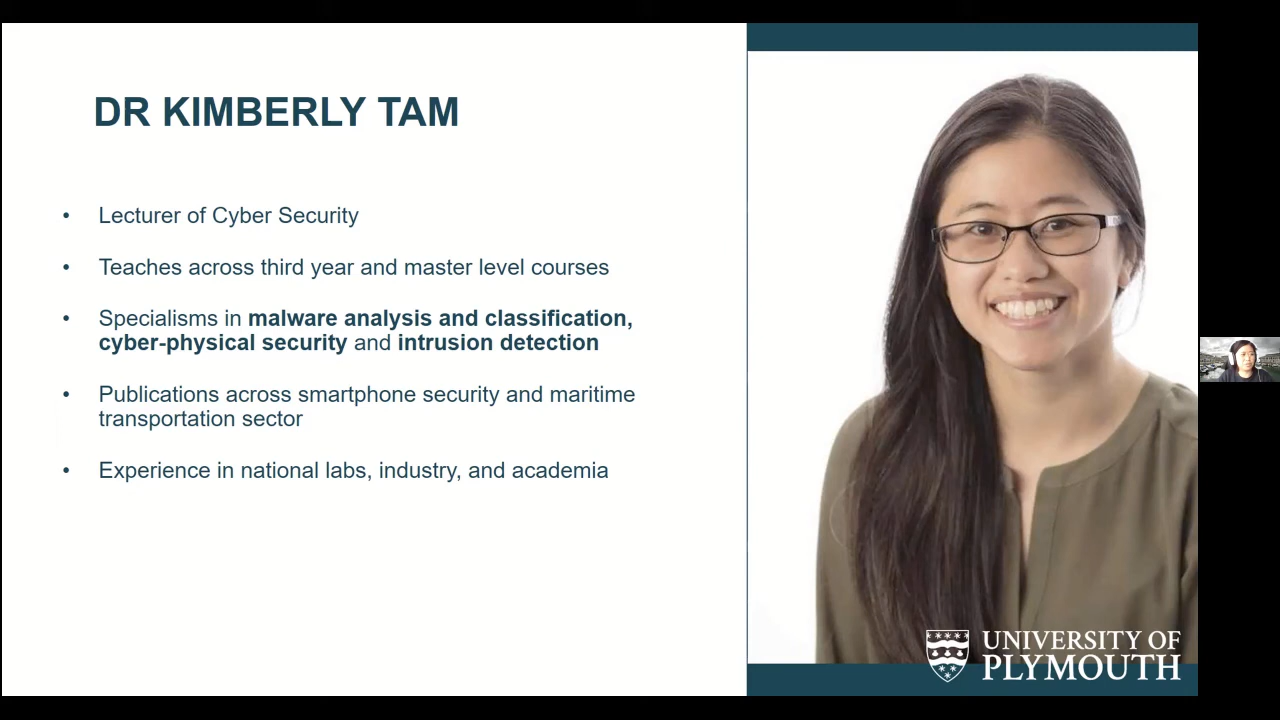 DR KIMBERLY TAM
• Lecturer of Cyber Security
• Teaches across third year and master level courses
• Specialisms in malware analysis and classification,
cyber-physical security and intrusion detection
• Publications across smartphone security and maritime
transportation sector
• Experience in national labs, industry, and academia
UNIVERSITY OF
PLYMOUTH